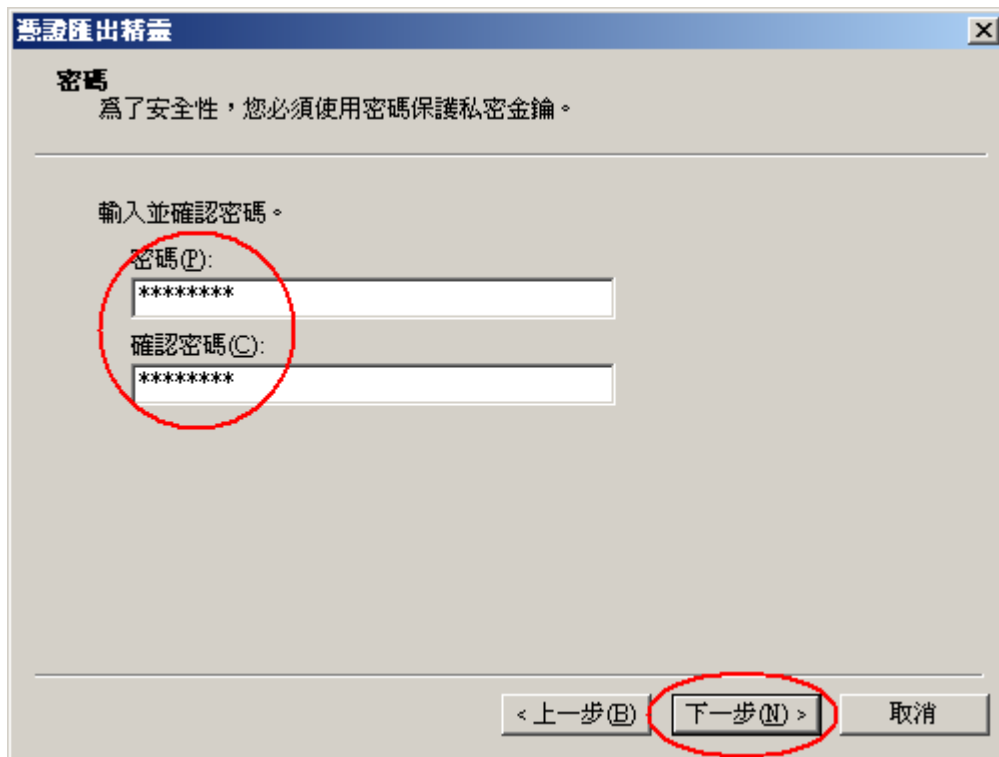 憑證匯出精靈
密碼
為了安全性，您必須使用密碼保護私密金鑰。
輸入並確認密碼。
密碼(P):
********
確認密碼(C):
********
< 上一步(B)
下一步(N) >
取消